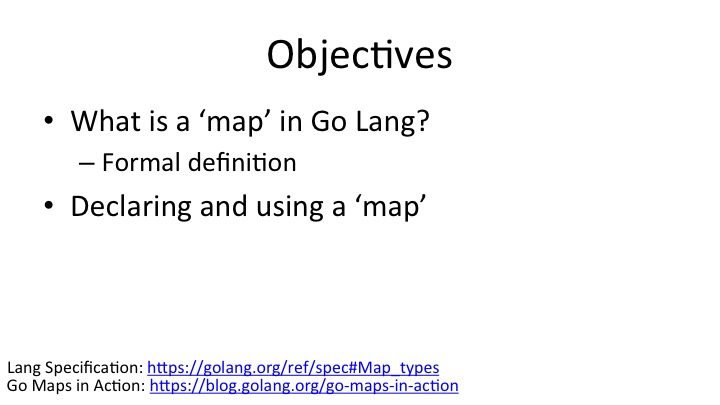 Objectives
• What is a ‘map’ in Go Lang?
– Formal definition
• Declaring and using a ‘map’
Lang Specification: https://golang.org/ref/spec#Map_types
Go Maps in Action: https://blog.golang.org/go-maps-in-action